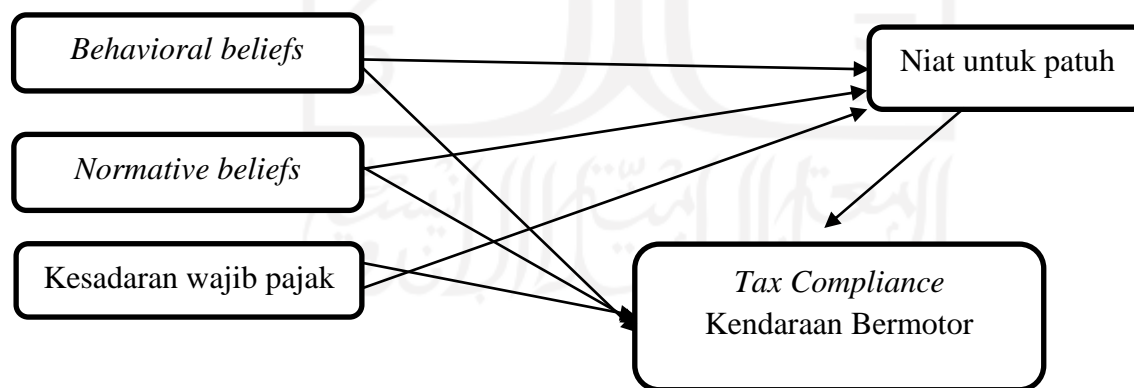 Behavioral beliefs
Niat untuk patuh
Normative beliefs
Kesadaran wajib pajak
Tax Compliance
Kendaraan Bermotor